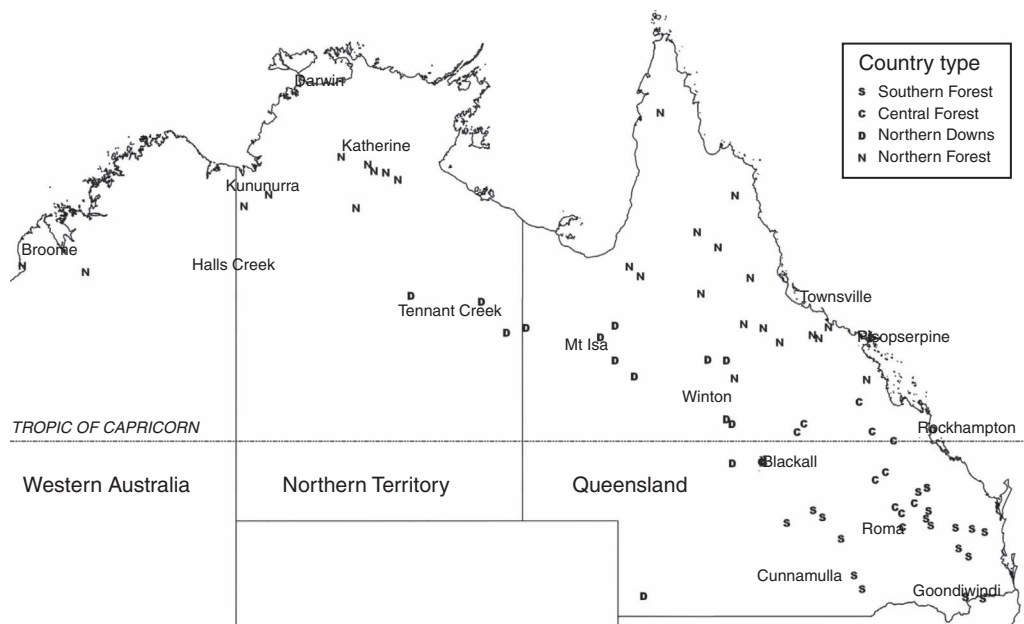 Country type
S Southern Forest
C Central Forest
D Northern Downs
N Northern Forest
Darwin
N
Katherine
N
N
N N N
Kununurra
N
N
N
N
N
N
Broome
N
N
Halls Creek
N
N
N
N
D
D
Tennant Creek
D D
Townsville
N
D
D
Mt Isa
N N
N
N N
N
D
D D
D
N
N
Winton
C
D
D
C
C
C
TROPIC OF CAPRICORN
Rockhampton
C
D
Blackall
Western Australia
Northern Territory
Queensland
C
C
S S
C
C
C
S
S
S
S
S
S
Roma
S
S S S
S
S
S
Cunnamulla
S
S
D
Goondiwindi
S
S